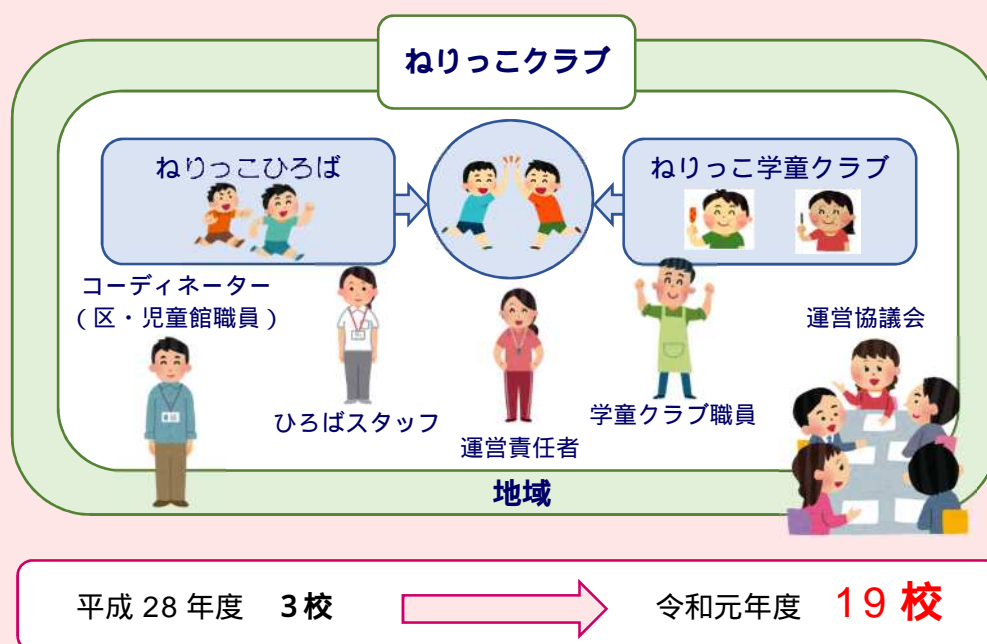 ねりっこクラブ
ねりっこひろば
ねりっこ学童クラブ
コーディネーター
(区・児童館職員)
運営協議会
ひろばスタッフ
運営責任者
学童クラブ職員
地域
平成 28 年度 3校
令和元年度 19 校